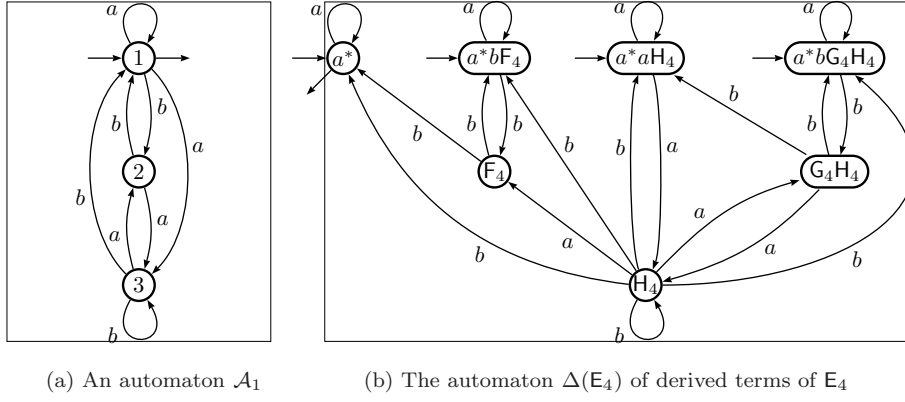 a
a
a
a
a
1
a*
a*bF₄
a*aH₄
a*bG₄H₄
b
b
a
b
b
b
b
a
b
b
b
b
2
F₄
G₄H₄
b
a
a
b
a
a
a
b
3
H₄
b
b
(a) An automaton 𝒜₁
(b) The automaton Δ(E₄) of derived terms of E₄